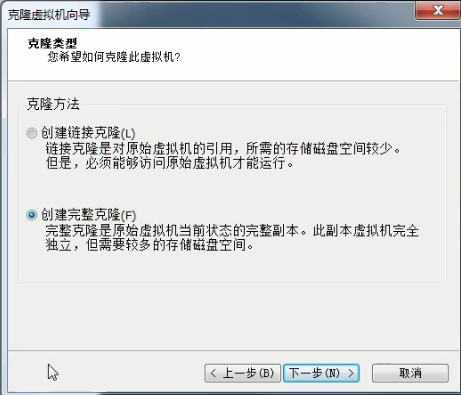 克隆虚拟机向导
克隆类型
您希望如何克隆此虚拟机?
克隆方法
创建链接克隆(L)
链接克隆是对原始虚拟机的引用，所需的存储磁盘空间较少。
但是，必须能够访问原始虚拟机才能运行。
创建完整克隆(F)
完整克隆是原始虚拟机当前状态的完整副本。此副本虚拟机完全
独立，但需要较多的存储磁盘空间。
< 上一步(B) 下一步(N) > 取消